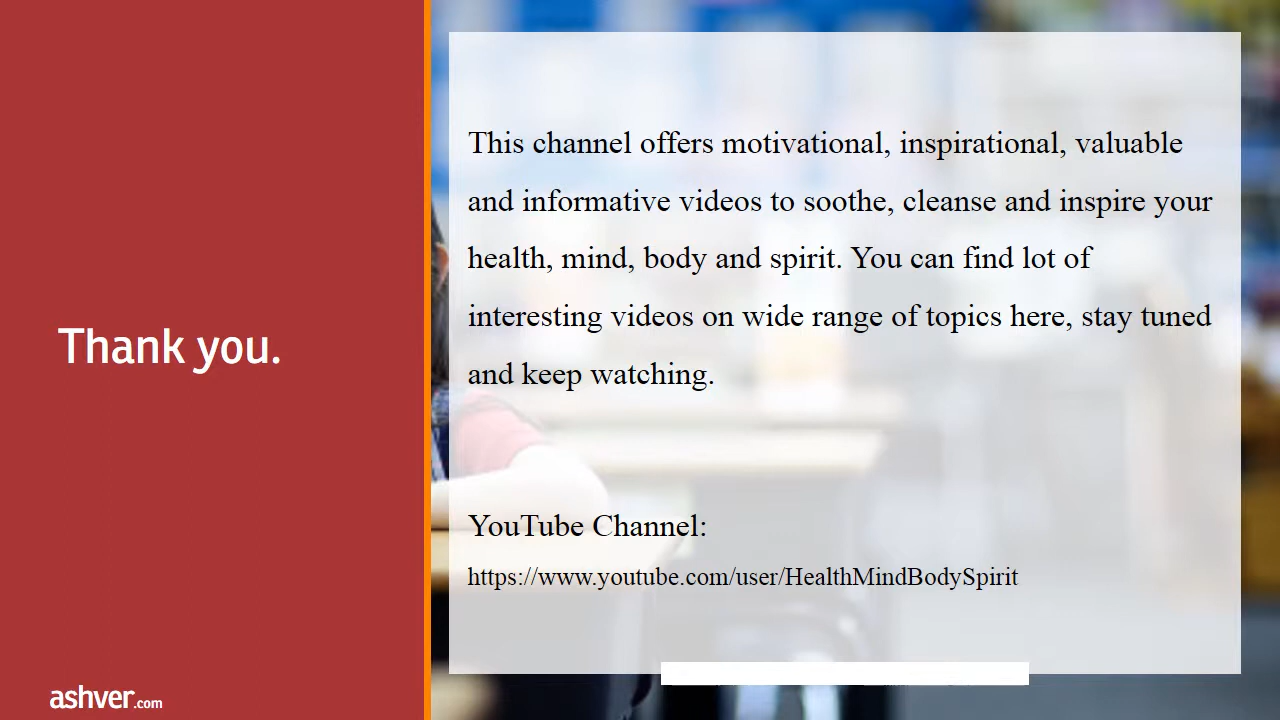 Thank you.
This channel offers motivational, inspirational, valuable
and informative videos to soothe, cleanse and inspire your
health, mind, body and spirit. You can find lot of
interesting videos on wide range of topics here, stay tuned
and keep watching.
YouTube Channel:
https://www.youtube.com/user/HealthMindBodySpirit
ashver.com